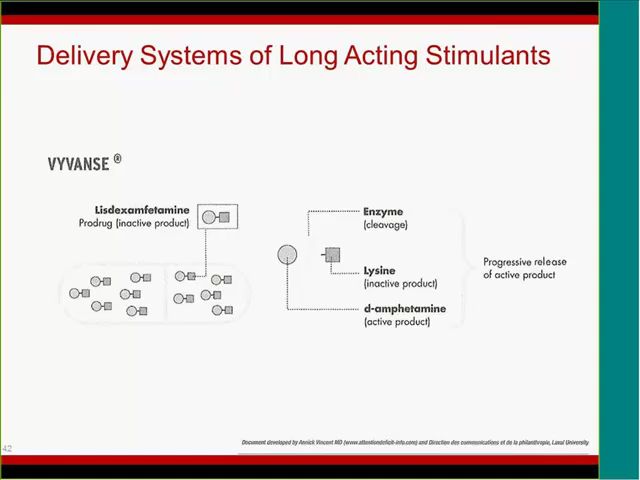 Delivery Systems of Long Acting Stimulants
VYVANSE ®
Lisdexamfetamine
Prodrug (inactive product)
Enzyme
(cleavage)
Lysine
(inactive product)
d-amphetamine
(active product)
Progressive release
of active product
Document developed by Annick Vincent MD (www.attentiondeficit-info.com) and Direction des communications et de la philanthropie, Laval University
42